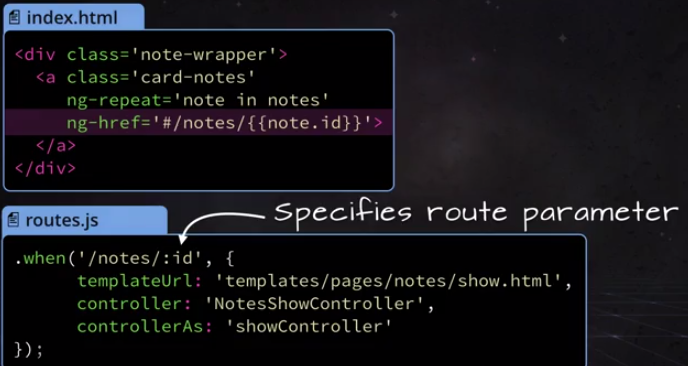 index.html
<div class='note-wrapper'>
  <a class='card-notes'
     ng-repeat='note in notes'
     ng-href='#/notes/{{note.id}}'>
  </a>
</div>
Specifies route parameter
routes.js
.when('/notes/:id', {
      templateUrl: 'templates/pages/notes/show.html',
      controller: 'NotesShowController',
      controllerAs: 'showController'
});